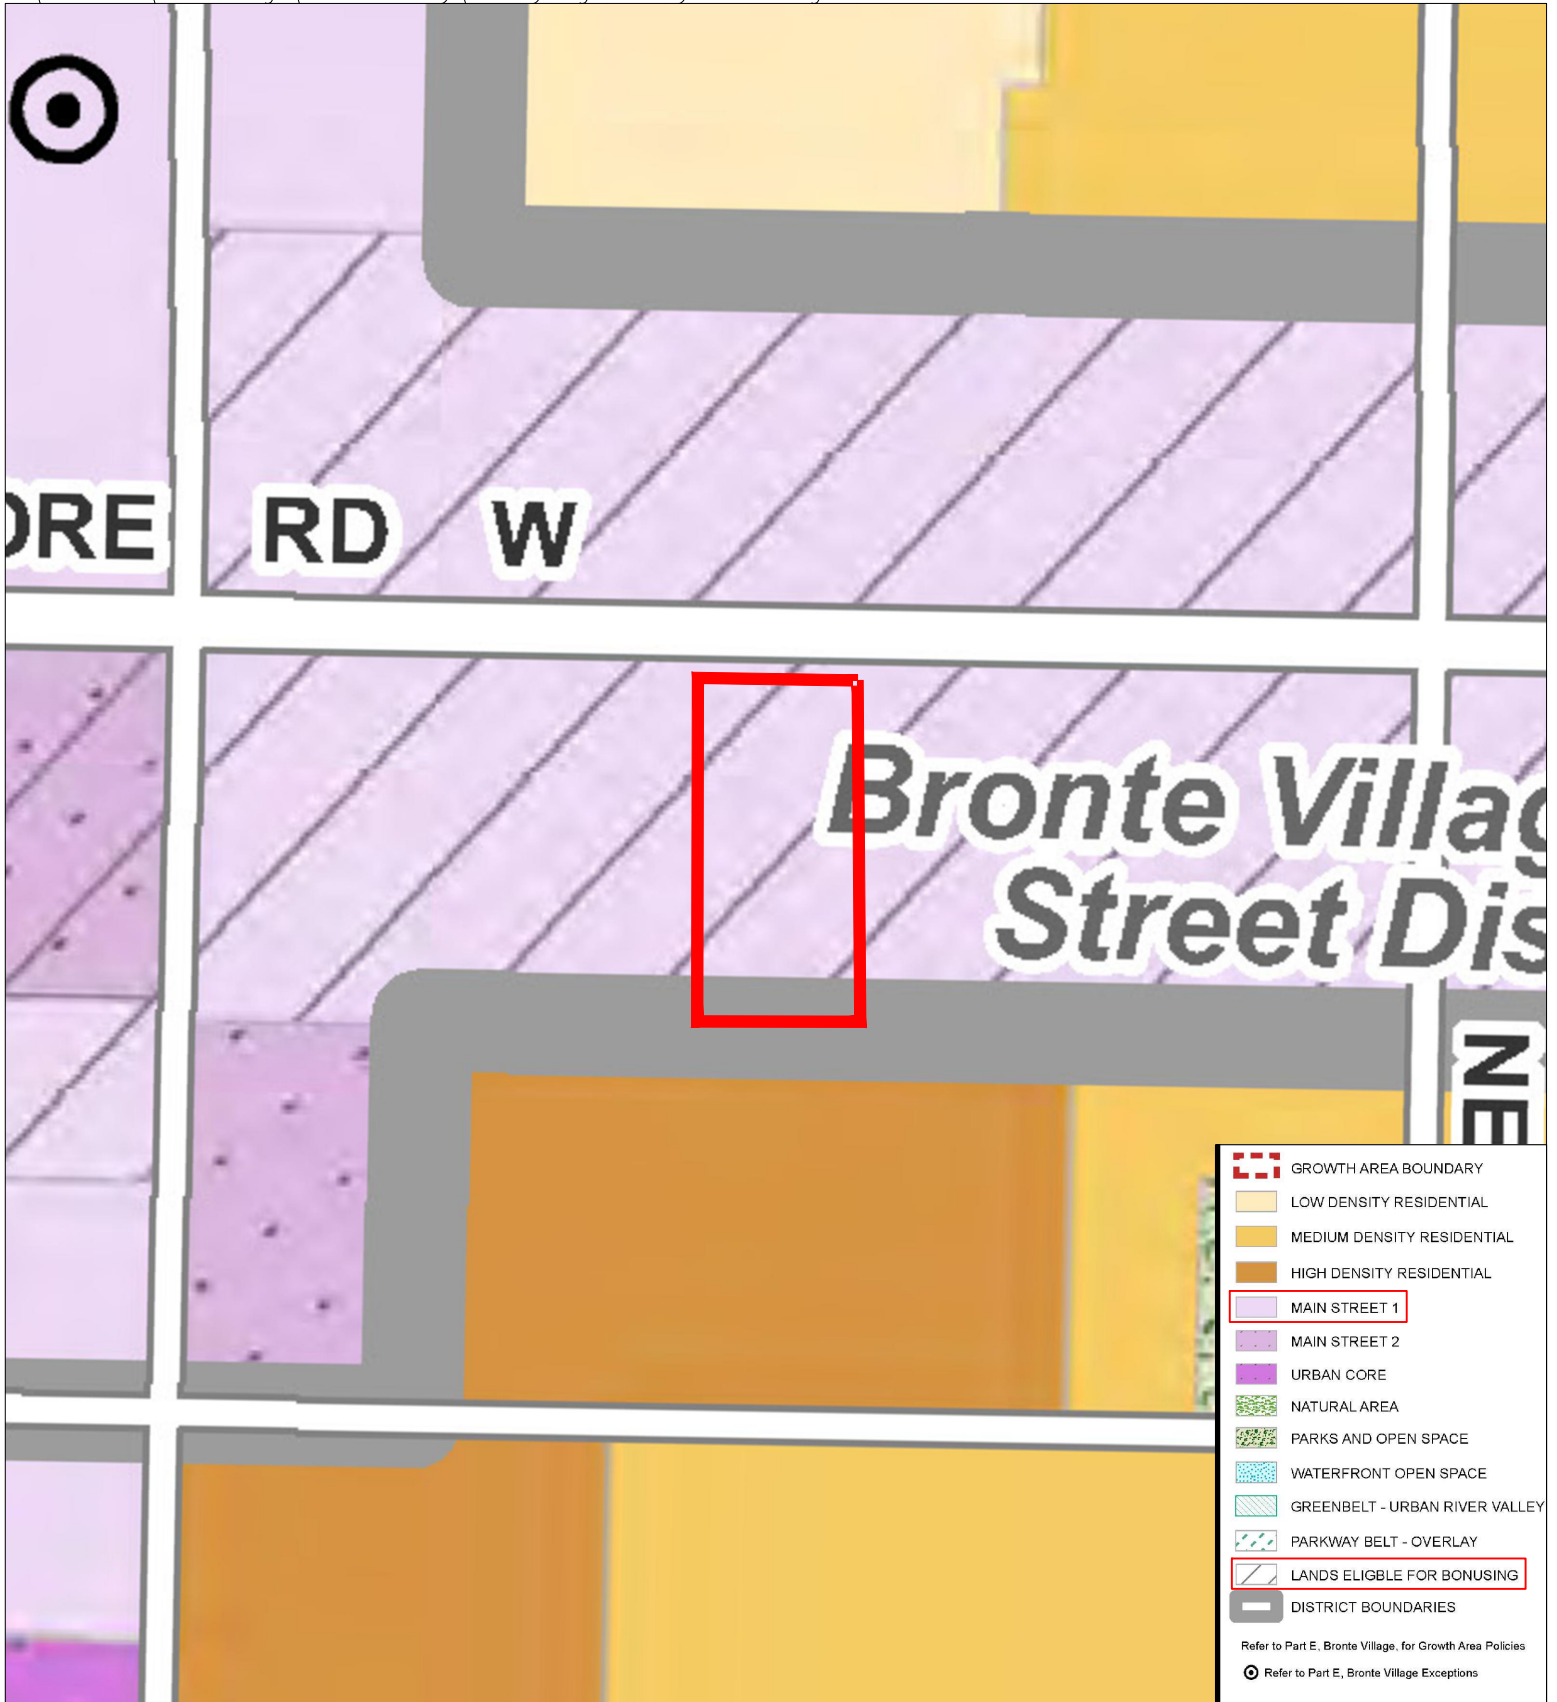 ORE RD W
Bronte Villag
Street Dis
NE
GROWTH AREA BOUNDARY
LOW DENSITY RESIDENTIAL
MEDIUM DENSITY RESIDENTIAL
HIGH DENSITY RESIDENTIAL
MAIN STREET 1
MAIN STREET 2
URBAN CORE
NATURAL AREA
PARKS AND OPEN SPACE
WATERFRONT OPEN SPACE
GREENBELT - URBAN RIVER VALLEY
PARKWAY BELT - OVERLAY
LANDS ELIGBLE FOR BONUSING
DISTRICT BOUNDARIES
Refer to Part E, Bronte Village, for Growth Area Policies
Refer to Part E, Bronte Village Exceptions